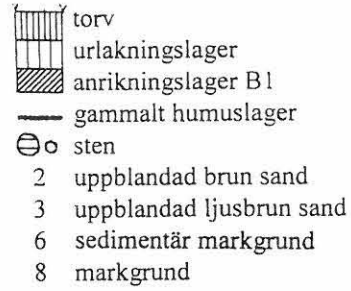 torv
urlakningslager
anrikningslager B1
gammalt humuslager
sten
2 uppblandad brun sand
3 uppblandad ljusbrun sand
6 sedimentär markgrund
8 markgrund